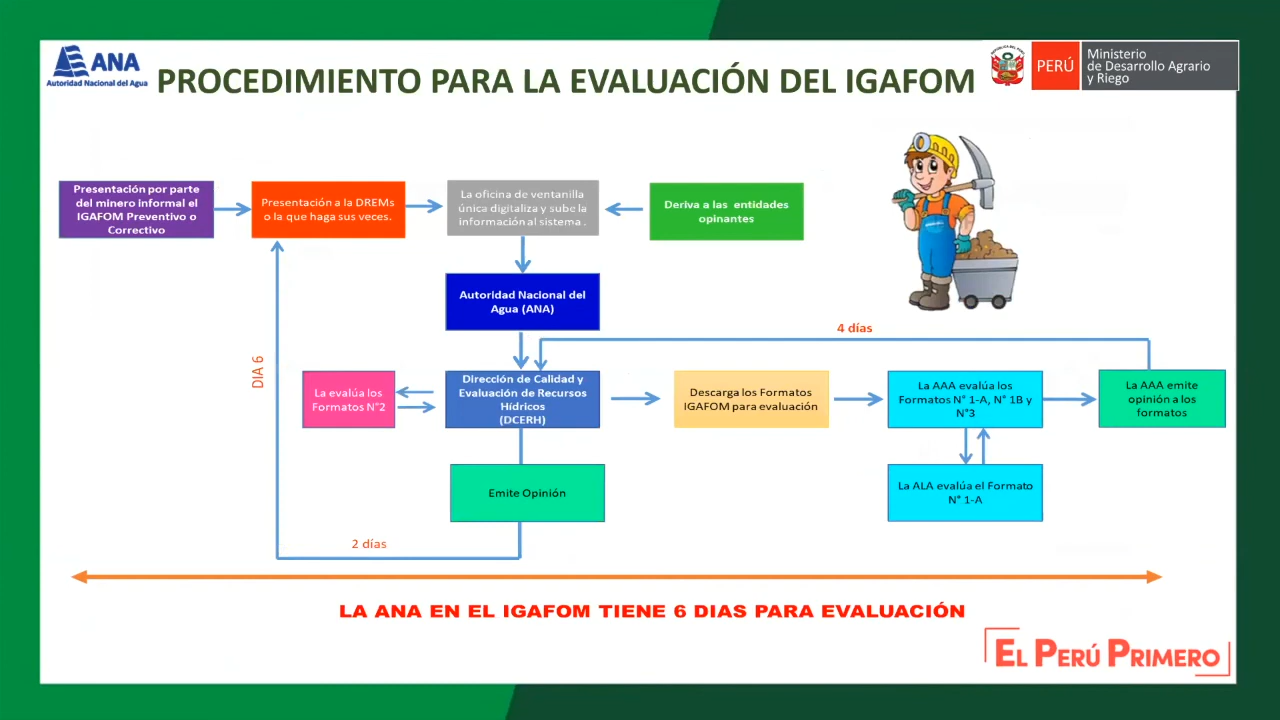 ANA
Autoridad Nacional del Agua
PROCEDIMIENTO PARA LA EVALUACIÓN DEL IGAFOM
PERÚ
Ministerio
de Desarrollo Agrario
y Riego
Presentación por parte
del minero informal el
IGAFOM Preventivo o
Correctivo
Presentación a la DREMs
o la que haga sus veces.
La oficina de ventanilla
única digitaliza y sube la
información al sistema .
Deriva a las entidades
opinantes
Autoridad Nacional del
Agua (ANA)
4 días
DIA 6
La evalúa los
Formatos N°2
Dirección de Calidad y
Evaluación de Recursos
Hídricos
(DCERH)
Descarga los Formatos
IGAFOM para evaluación
La AAA evalúa los
Formatos N° 1-A, N° 1B y
N°3
La AAA emite
opinión a los
formatos
Emite Opinión
La ALA evalúa el Formato
N° 1-A
2 días
LA ANA EN EL IGAFOM TIENE 6 DIAS PARA EVALUACIÓN
EL PERÚ PRIMERO